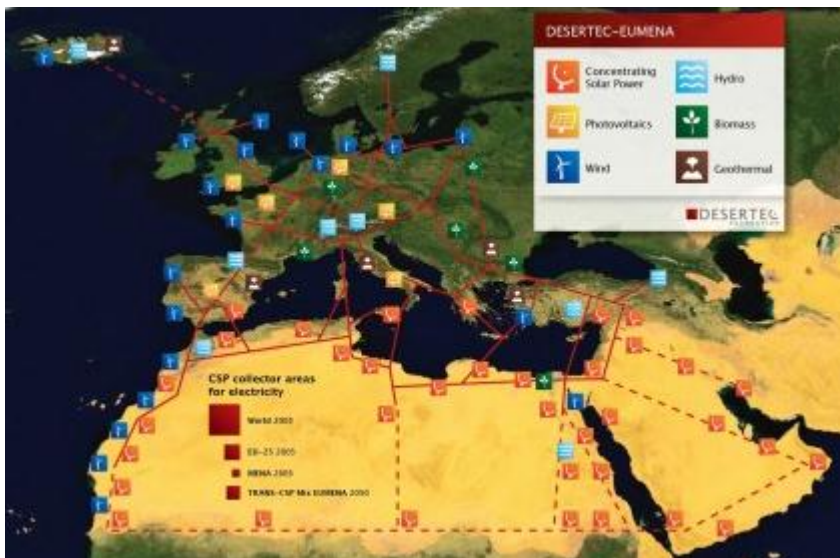 DESERTEC–EUMENA
Concentrating
Solar Power
Hydro
Photovoltaics
Biomass
Wind
Geothermal
DESERTEC
FOUNDATION
CSP collector areas
for electricity
World 2005
EU–25 2005
MENA 2005
TRANS–CSP Mix EUMENA 2050